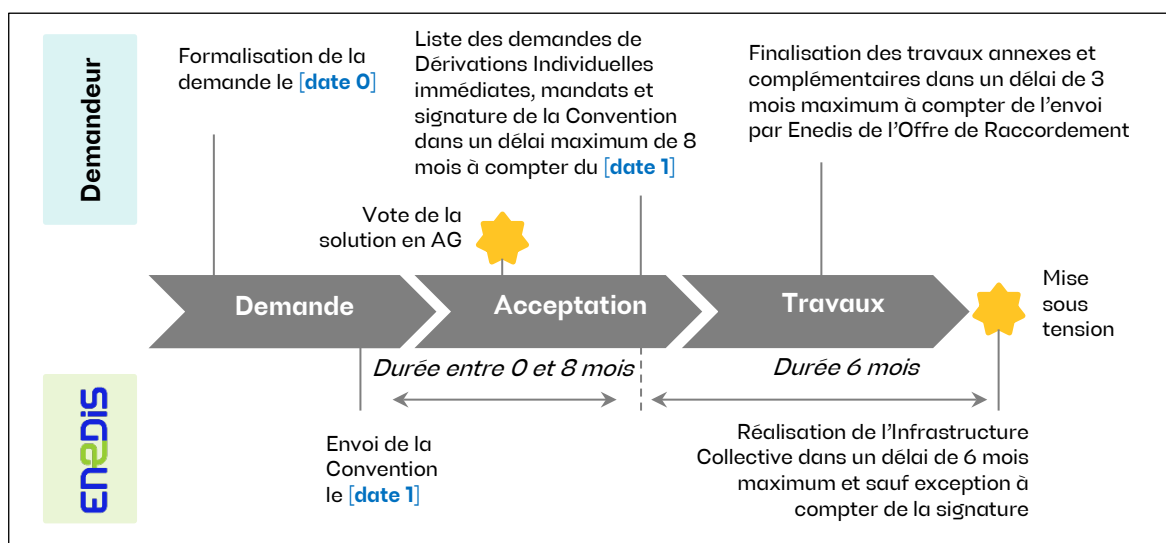 Demandeur
Formalisation de la
demande le [date 0]
Liste des demandes de
Dérivations Individuelles
immédiates, mandats et
signature de la Convention
dans un délai maximum de 8
mois à compter du [date 1]
Finalisation des travaux annexes et
complémentaires dans un délai de 3
mois maximum à compter de l’envoi
par Enedis de l’Offre de Raccordement
Vote de la
solution en AG
Demande
Acceptation
Travaux
Mise
sous
tension
Durée entre 0 et 8 mois
Durée 6 mois
ENEDIS
Envoi de la
Convention
le [date 1]
Réalisation de l’Infrastructure
Collective dans un délai de 6 mois
maximum et sauf exception à
compter de la signature